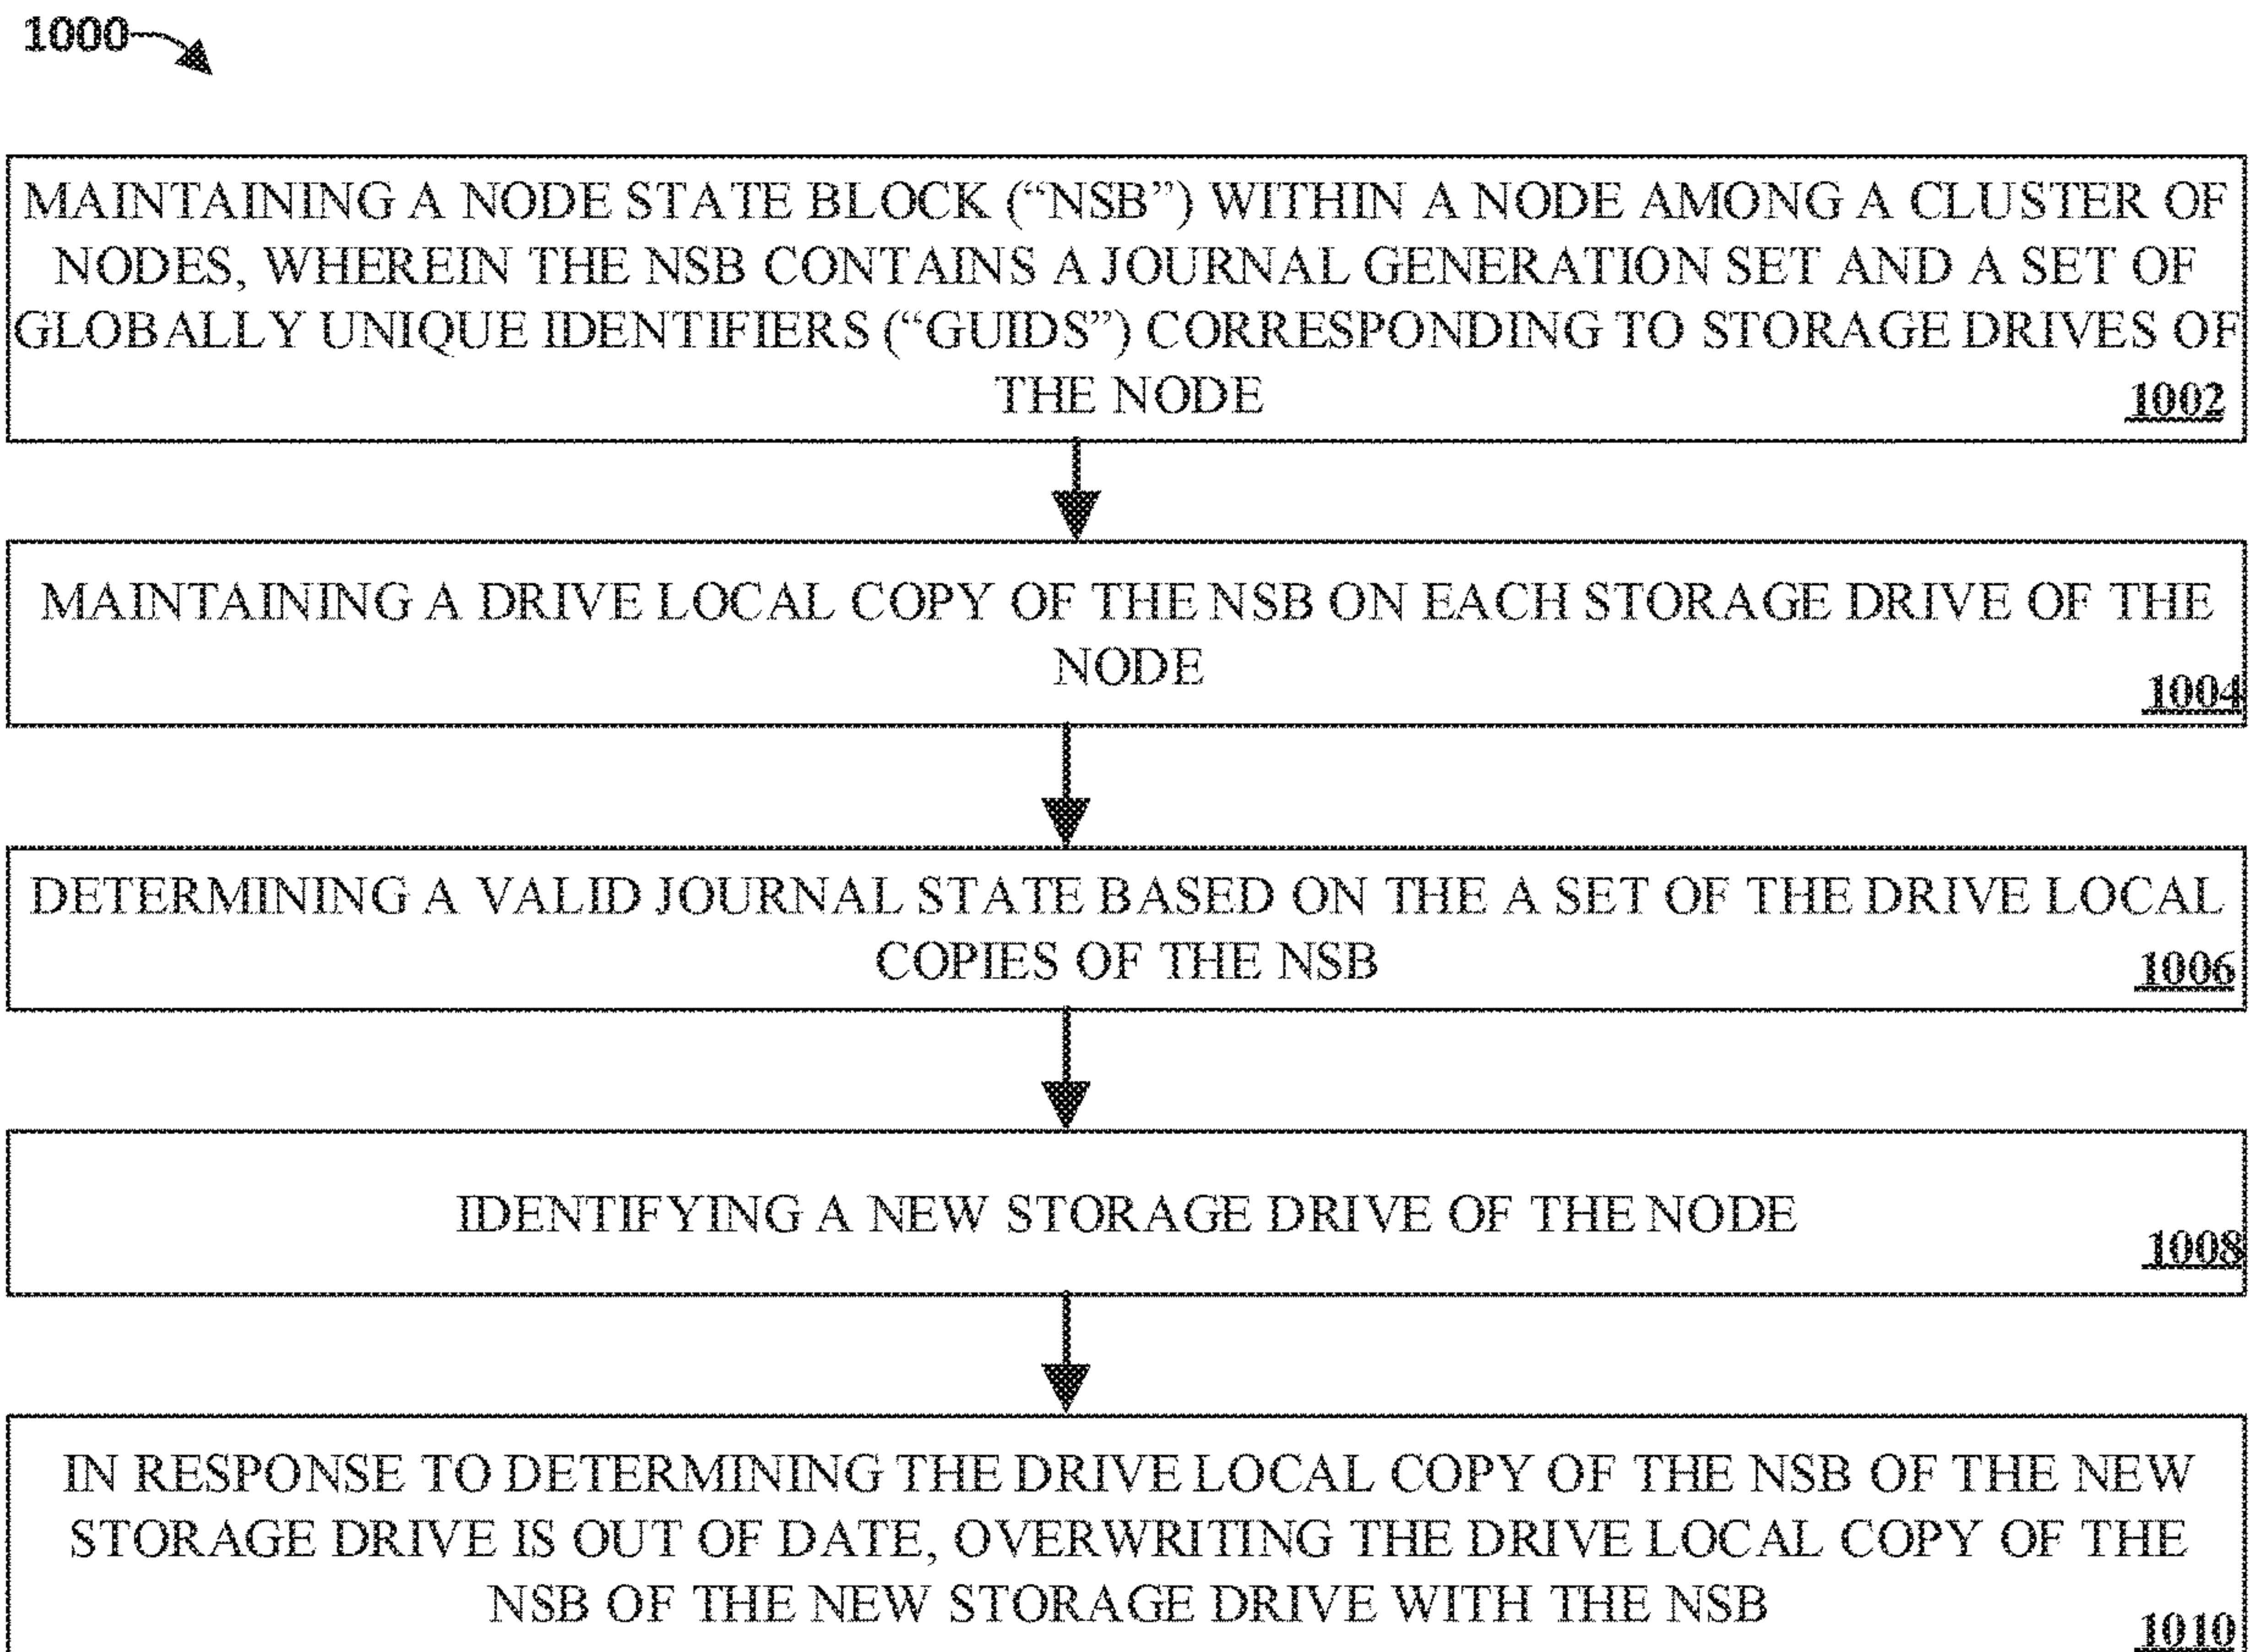 1000
MAINTAINING A NODE STATE BLOCK (“NSB”) WITHIN A NODE AMONG A CLUSTER OF
NODES, WHEREIN THE NSB CONTAINS A JOURNAL GENERATION SET AND A SET OF
GLOBALLY UNIQUE IDENTIFIERS (“GUIDS”) CORRESPONDING TO STORAGE DRIVES OF
THE NODE
1002
MAINTAINING A DRIVE LOCAL COPY OF THE NSB ON EACH STORAGE DRIVE OF THE
NODE
1004
DETERMINING A VALID JOURNAL STATE BASED ON THE A SET OF THE DRIVE LOCAL
COPIES OF THE NSB
1006
IDENTIFYING A NEW STORAGE DRIVE OF THE NODE
1008
IN RESPONSE TO DETERMINING THE DRIVE LOCAL COPY OF THE NSB OF THE NEW
STORAGE DRIVE IS OUT OF DATE, OVERWRITING THE DRIVE LOCAL COPY OF THE
NSB OF THE NEW STORAGE DRIVE WITH THE NSB
1010